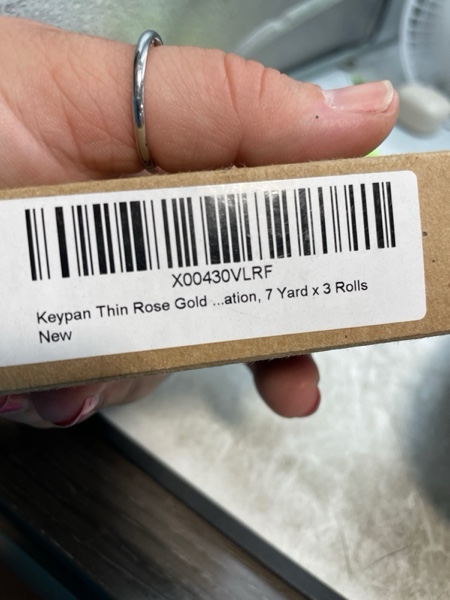 X00430VLRF
Keypan Thin Rose Gold ...ation, 7 Yard x 3 Rolls
New